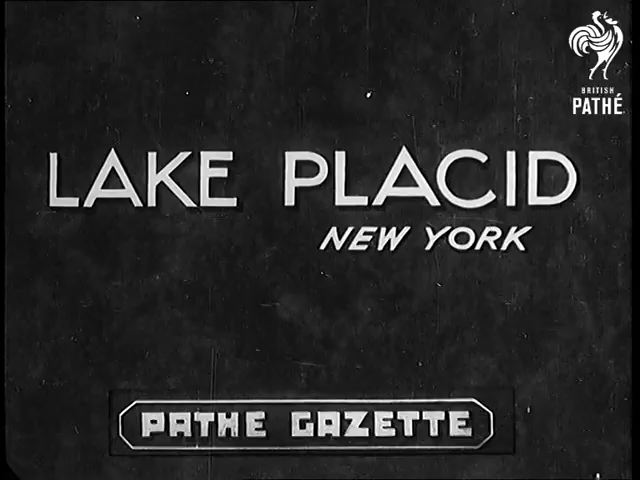 BRITISH
PATHÉ
LAKE PLACID
NEW YORK
PATHE GAZETTE